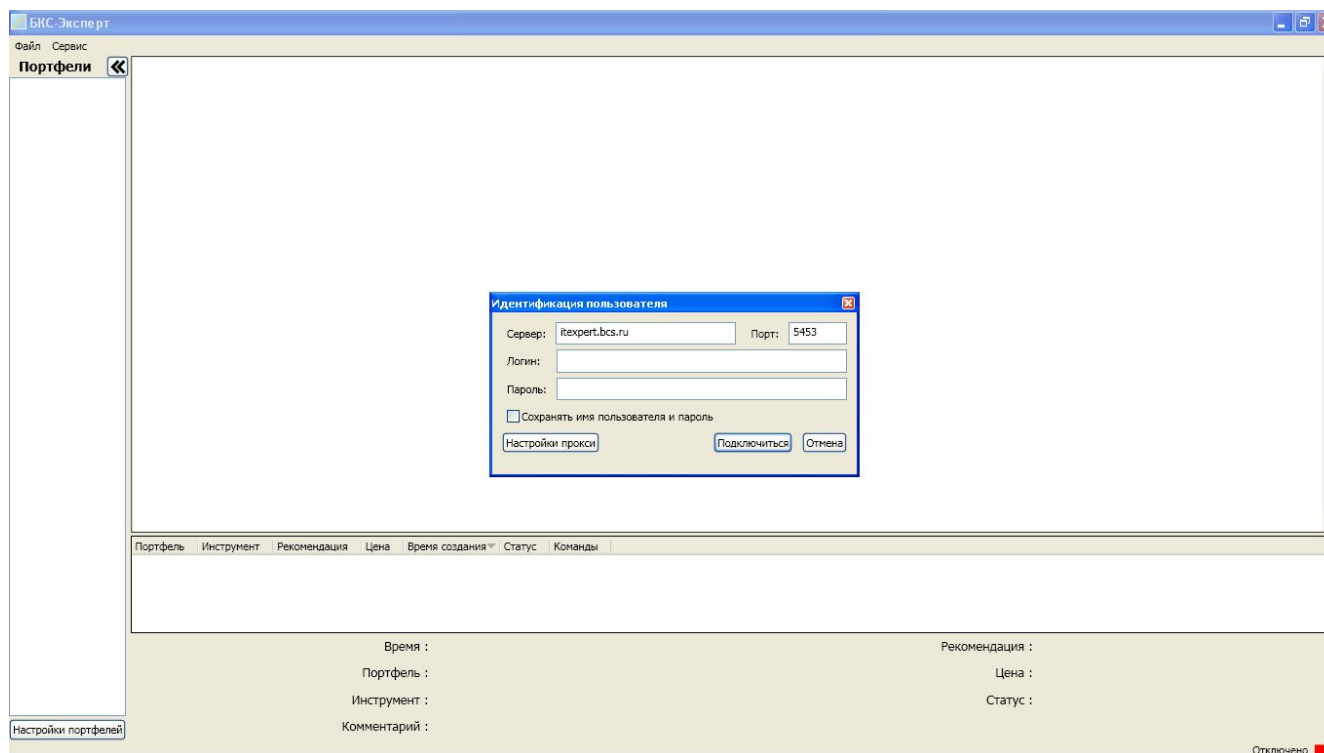 БКС-Эксперт
Файл Сервис
Портфели
Идентификация пользователя
Сервер: itexpert.bcs.ru Порт: 5453
Логин:
Пароль:
Сохранять имя пользователя и пароль
Настройки прокси Подключиться Отмена
Портфель Инструмент Рекомендация Цена Время создания Статус Команды
Время : Рекомендация :
Портфель : Цена :
Инструмент : Статус :
Комментарий :
Настройки портфелей
Отключено